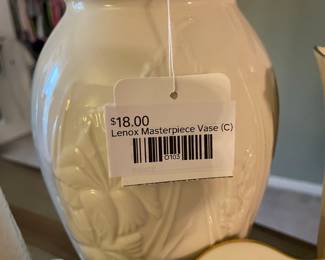 $18.00
Lenox Masterpiece Vase (C)
0103